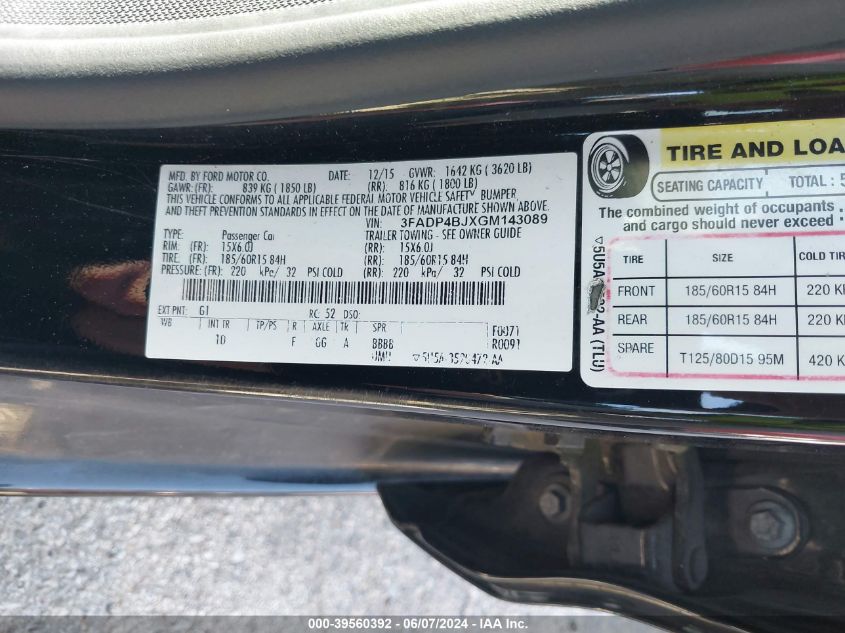 MFD. BY FORD MOTOR CO. DATE: 12/15 GVWR: 1642 KG ( 3620 LB)
GAWR: (FR): 839 KG ( 1850 LB) (RR): 816 KG ( 1800 LB)
THIS VEHICLE CONFORMS TO ALL APPLICABLE FEDERAL MOTOR VEHICLE SAFETY, BUMPER
AND THEFT PREVENTION STANDARDS IN EFFECT ON THE DATE OF MANUFACTURE SHOWN ABOVE.
VIN: 3FADP4BJXGM143089
TYPE: Passenger Car TRAILER TOWING - SEE OWNER GUIDE
RIM: (FR): 15X6.0J (RR): 15X6.0J
TIRE: (FR): 185/60R15 84H (RR): 185/60R15 84H
PRESSURE: (FR): 220 kPa/ 32 PSI COLD (RR): 220 kPa/ 32 PSI COLD
EXT PNT: G1 RC: 52 DSO:
WB INT TR TP/PS R AXLE TR SPR F0071
10 F 66 A BBBB R0091
TIRE AND LOA
SEATING CAPACITY TOTAL : 5
The combined weight of occupants
and cargo should never exceed
TIRE SIZE COLD TIR
FRONT 185/60R15 84H 220 K
REAR 185/60R15 84H 220 K
SPARE T125/80D15 95M 420 K
000-39560392 - 06/07/2024 - IAA Inc.